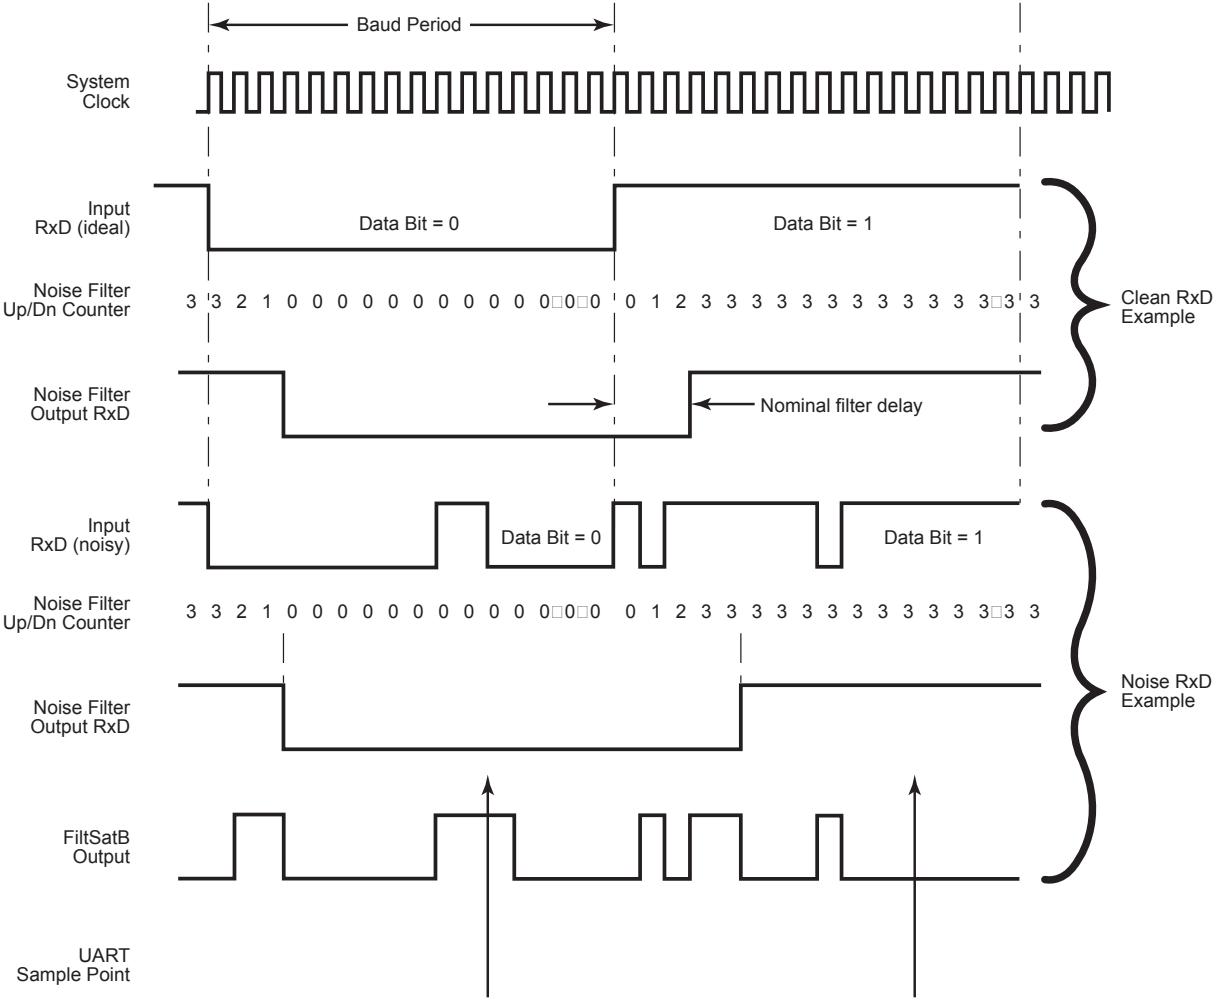 Baud Period
System
Clock
Input
RxD (ideal)
Data Bit = 0
Data Bit = 1
Noise Filter
Up/Dn Counter
3 3 2 1 0 0 0 0 0 0 0 0 0 0 0□0□0 0 1 2 3 3 3 3 3 3 3 3 3 3 3 3□3 3
Clean RxD
Example
Noise Filter
Output RxD
Nominal filter delay
Input
RxD (noisy)
Data Bit = 0
Data Bit = 1
Noise Filter
Up/Dn Counter
3 3 2 1 0 0 0 0 0 0 0 0 0 0 0□0□0 0 1 2 3 3 3 3 3 3 3 3 3 3 3 3□3 3
Noise RxD
Example
Noise Filter
Output RxD
FiltSatB
Output
UART
Sample Point